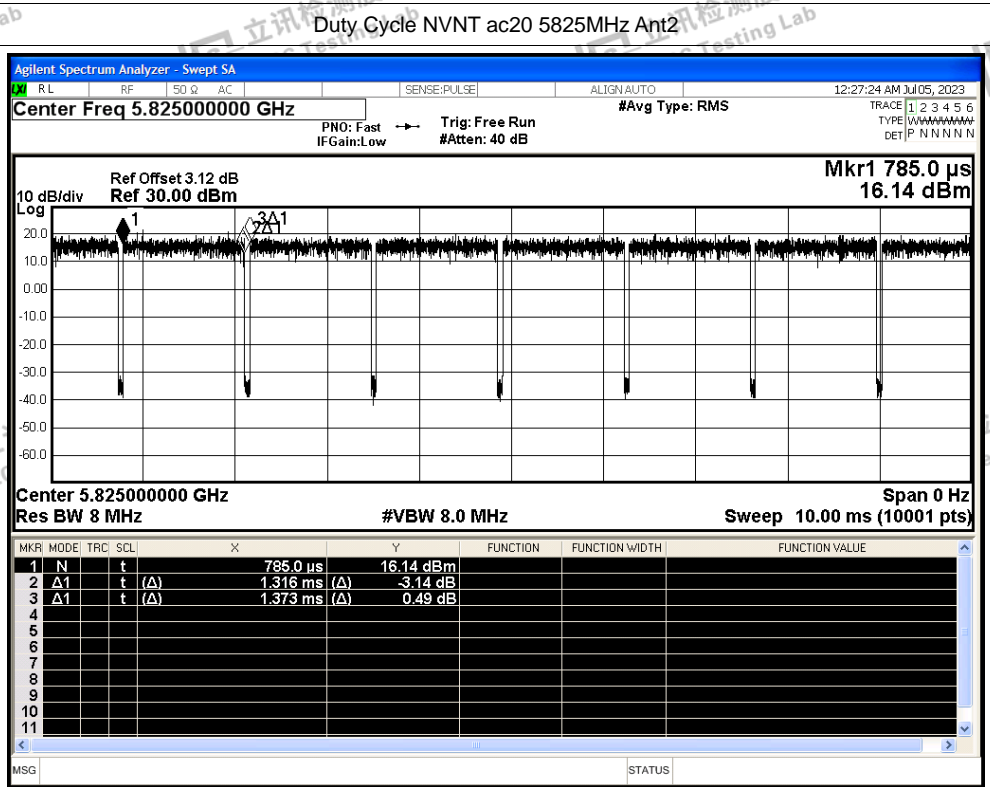 Duty Cycle NVNT ac20 5825MHz Ant2
Agilent Spectrum Analyzer - Swept SA
LXI RL RF 50 Ω AC SENSE:PULSE ALIGN AUTO 12:27:24 AM Jul 05, 2023
Center Freq 5.825000000 GHz #Avg Type: RMS TRACE 1 2 3 4 5 6
PNO: Fast Trig: Free Run TYPE
IFGain:Low #Atten: 40 dB DET P N N N N N
Mkr1 785.0 µs
Ref Offset 3.12 dB
10 dB/div Ref 30.00 dBm 16.14 dBm
Log
1 2Δ1 3Δ1
20.0
10.0
0.00
-10.0
-20.0
-30.0
-40.0
-50.0
-60.0
Center 5.825000000 GHz Span 0 Hz
Res BW 8 MHz #VBW 8.0 MHz Sweep 10.00 ms (10001 pts)
MKR MODE TRC SCL X Y FUNCTION FUNCTION WIDTH FUNCTION VALUE
1 N t 785.0 µs 16.14 dBm
2 Δ1 t (Δ) 1.316 ms (Δ) -3.14 dB
3 Δ1 t (Δ) 1.373 ms (Δ) 0.49 dB
4
5
6
7
8
9
10
11
MSG STATUS